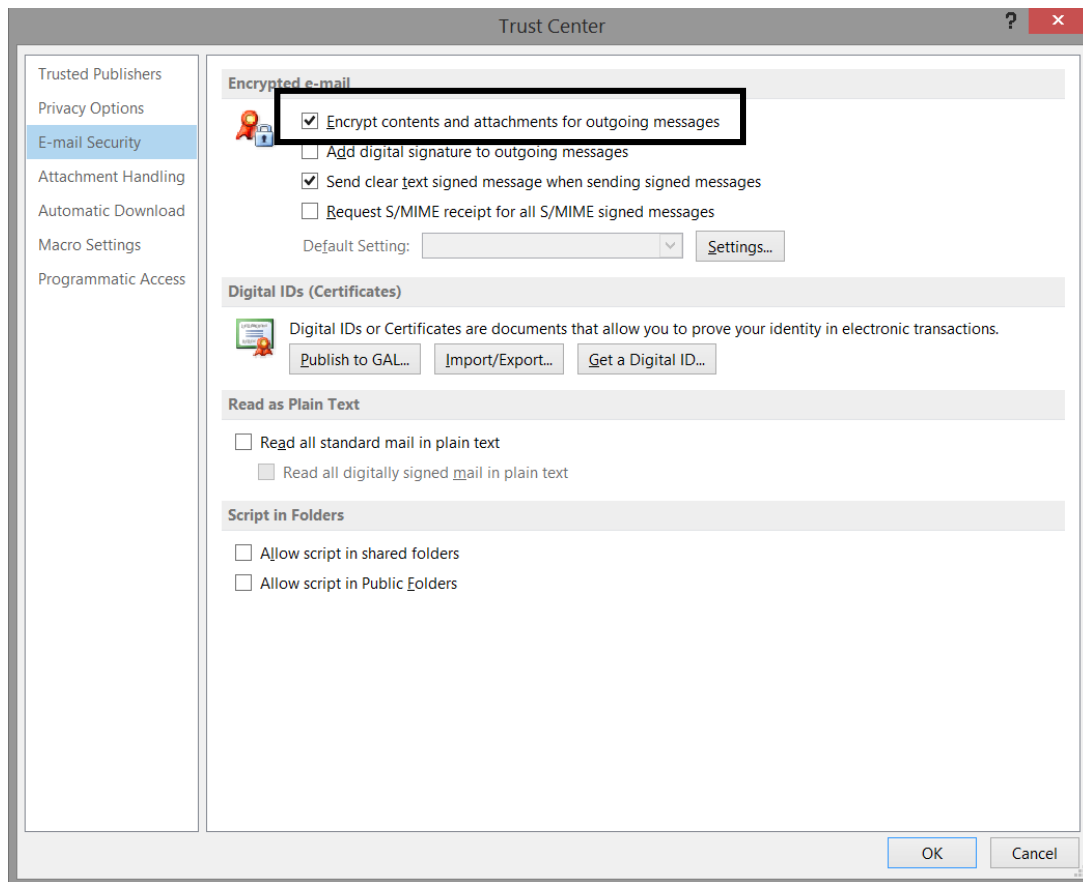 Trust Center
?
×
Trusted Publishers
Privacy Options
E-mail Security
Attachment Handling
Automatic Download
Macro Settings
Programmatic Access
Encrypted e-mail
Encrypt contents and attachments for outgoing messages
Add digital signature to outgoing messages
Send clear text signed message when sending signed messages
Request S/MIME receipt for all S/MIME signed messages
Default Setting:
Settings...
Digital IDs (Certificates)
Digital IDs or Certificates are documents that allow you to prove your identity in electronic transactions.
Publish to GAL... Import/Export... Get a Digital ID...
Read as Plain Text
Read all standard mail in plain text
Read all digitally signed mail in plain text
Script in Folders
Allow script in shared folders
Allow script in Public Folders
OK Cancel